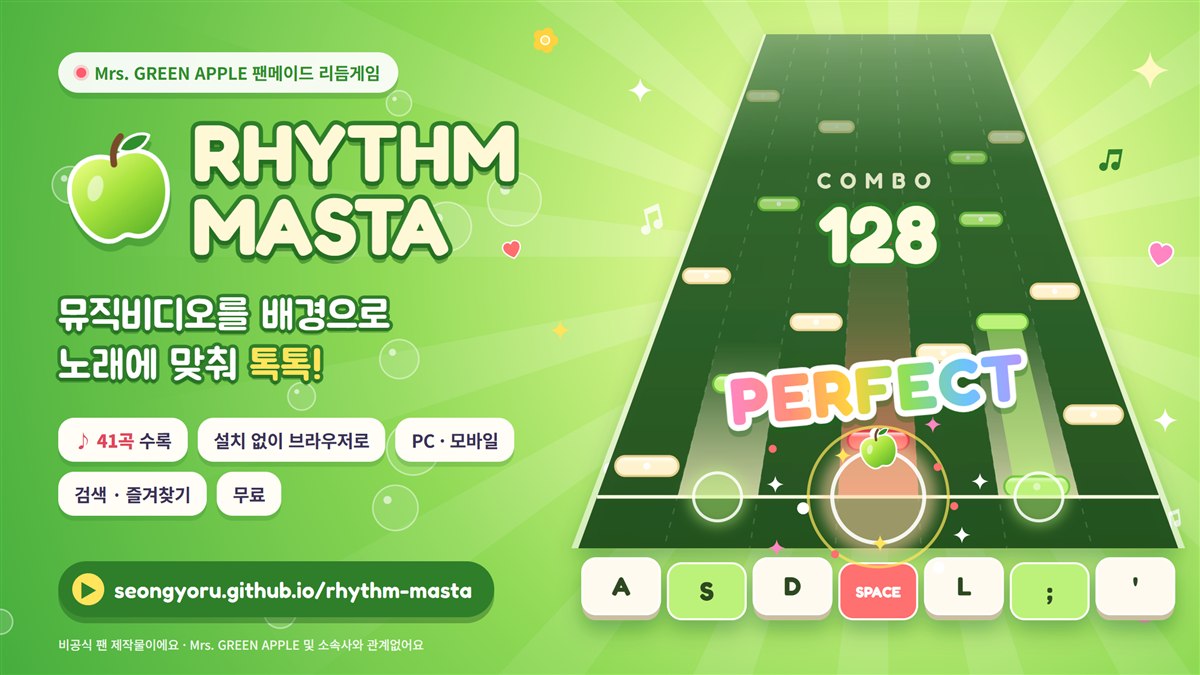 Mrs. GREEN APPLE 팬메이드 리듬게임
RHYTHM
MASTA
뮤직비디오를 배경으로
노래에 맞춰 톡톡!
♪ 41곡 수록
설치 없이 브라우저로
PC · 모바일
검색 · 즐겨찾기
무료
seongyoru.github.io/rhythm-masta
비공식 팬 제작물이에요 · Mrs. GREEN APPLE 및 소속사와 관계없어요
COMBO
128
PERFECT
A S D SPACE L ; '